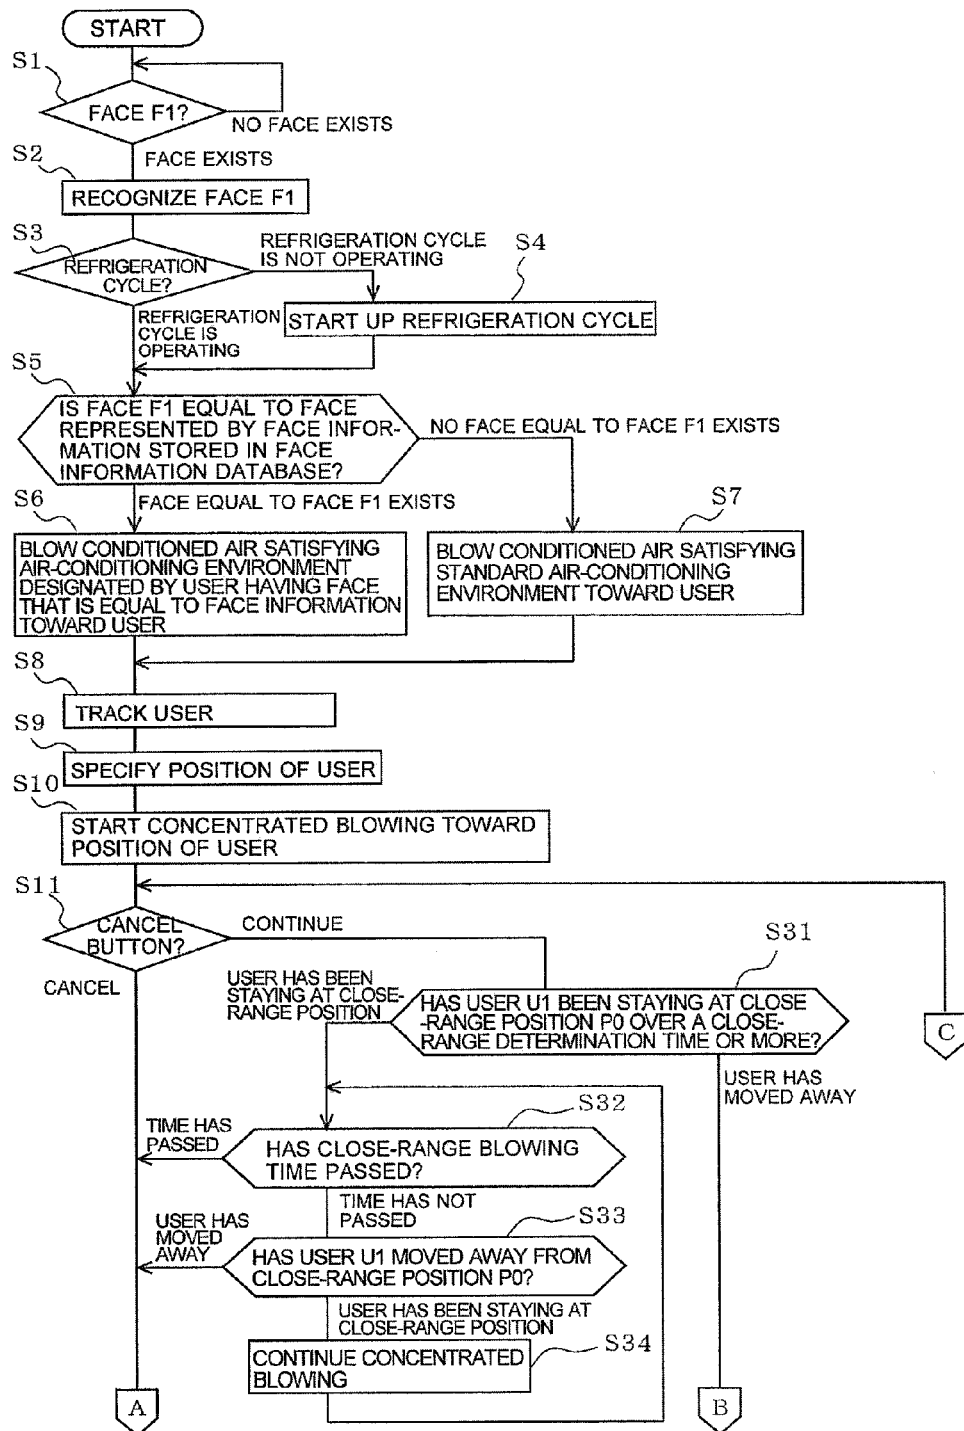 START
S1
FACE F1?
NO FACE EXISTS
FACE EXISTS
S2
RECOGNIZE FACE F1
S3
REFRIGERATION
CYCLE?
REFRIGERATION CYCLE
IS NOT OPERATING
S4
START UP REFRIGERATION CYCLE
REFRIGERATION
CYCLE IS
OPERATING
S5
IS FACE F1 EQUAL TO FACE
REPRESENTED BY FACE INFOR-
MATION STORED IN FACE
INFORMATION DATABASE?
NO FACE EQUAL TO FACE F1 EXISTS
FACE EQUAL TO FACE F1 EXISTS
S6
BLOW CONDITIONED AIR SATISFYING
AIR-CONDITIONING ENVIRONMENT
DESIGNATED BY USER HAVING FACE
THAT IS EQUAL TO FACE INFORMATION
TOWARD USER
S7
BLOW CONDITIONED AIR SATISFYING
STANDARD AIR-CONDITIONING
ENVIRONMENT TOWARD USER
S8
TRACK USER
S9
SPECIFY POSITION OF USER
S10
START CONCENTRATED BLOWING TOWARD
POSITION OF USER
S11
CANCEL
BUTTON?
CONTINUE
CANCEL
S31
USER HAS BEEN
STAYING AT CLOSE-
RANGE POSITION
HAS USER U1 BEEN STAYING AT CLOSE
-RANGE POSITION P0 OVER A CLOSE-
RANGE DETERMINATION TIME OR MORE?
C
USER HAS
MOVED AWAY
S32
TIME HAS
PASSED
HAS CLOSE-RANGE BLOWING
TIME PASSED?
TIME HAS NOT
PASSED
S33
USER HAS
MOVED
AWAY
HAS USER U1 MOVED AWAY FROM
CLOSE-RANGE POSITION P0?
USER HAS BEEN STAYING AT
CLOSE-RANGE POSITION
S34
CONTINUE CONCENTRATED
BLOWING
A
B